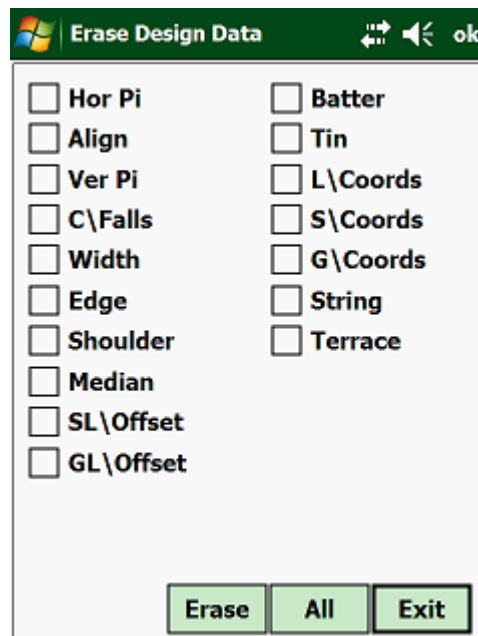 Erase Design Data ok
Hor Pi
Align
Ver Pi
C\Falls
Width
Edge
Shoulder
Median
SL\Offset
GL\Offset
Batter
Tin
L\Coords
S\Coords
G\Coords
String
Terrace
Erase All Exit